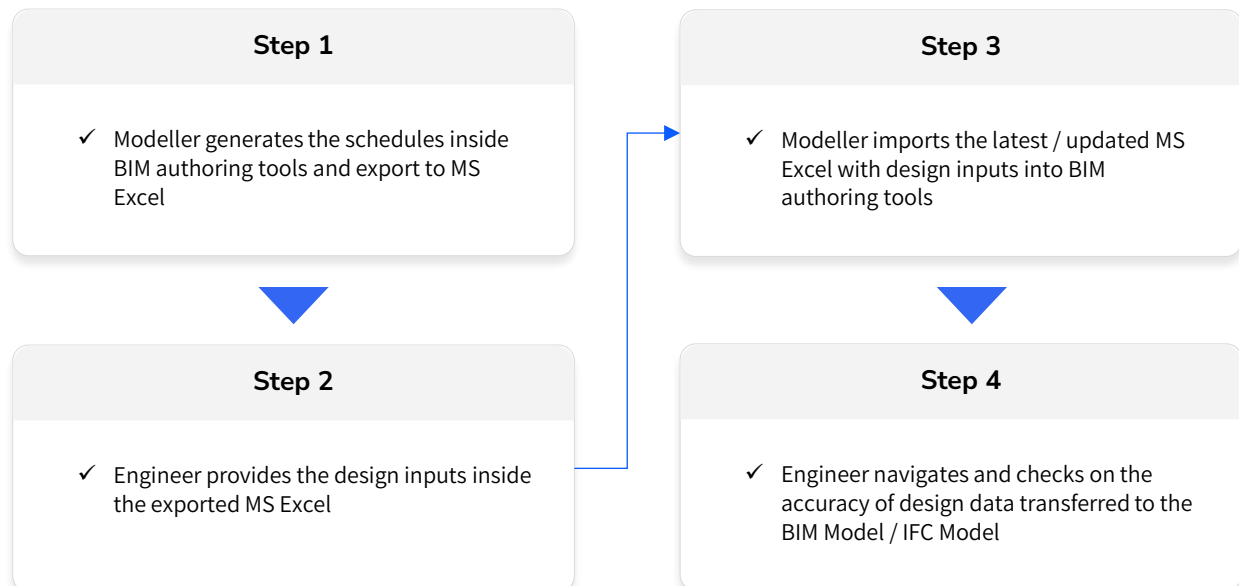 Step 1
✓ Modeller generates the schedules inside
BIM authoring tools and export to MS
Excel
Step 2
✓ Engineer provides the design inputs inside
the exported MS Excel
Step 3
✓ Modeller imports the latest / updated MS
Excel with design inputs into BIM
authoring tools
Step 4
✓ Engineer navigates and checks on the
accuracy of design data transferred to the
BIM Model / IFC Model